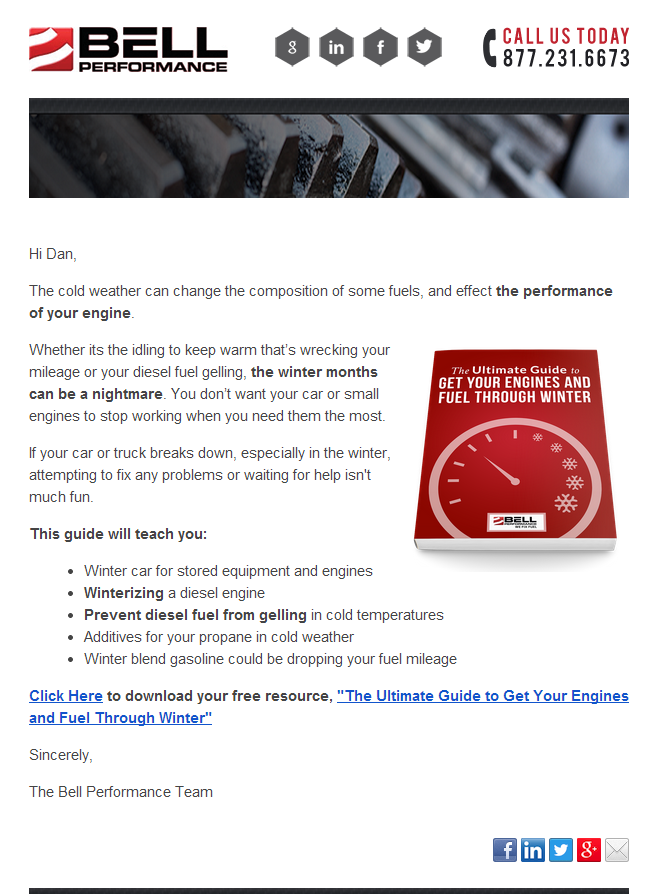 BELL
PERFORMANCE
CALL US TODAY
877.231.6673
Hi Dan,
The cold weather can change the composition of some fuels, and effect the performance
of your engine.
Whether its the idling to keep warm that's wrecking your
mileage or your diesel fuel gelling, the winter months
can be a nightmare. You don't want your car or small
engines to stop working when you need them the most.
If your car or truck breaks down, especially in the winter,
attempting to fix any problems or waiting for help isn't
much fun.
The Ultimate Guide to
GET YOUR ENGINES AND
FUEL THROUGH WINTER
BELL
PERFORMANCE
WE FIX FUEL
This guide will teach you:
• Winter car for stored equipment and engines
• Winterizing a diesel engine
• Prevent diesel fuel from gelling in cold temperatures
• Additives for your propane in cold weather
• Winter blend gasoline could be dropping your fuel mileage
Click Here to download your free resource, "The Ultimate Guide to Get Your Engines
and Fuel Through Winter"
Sincerely,
The Bell Performance Team